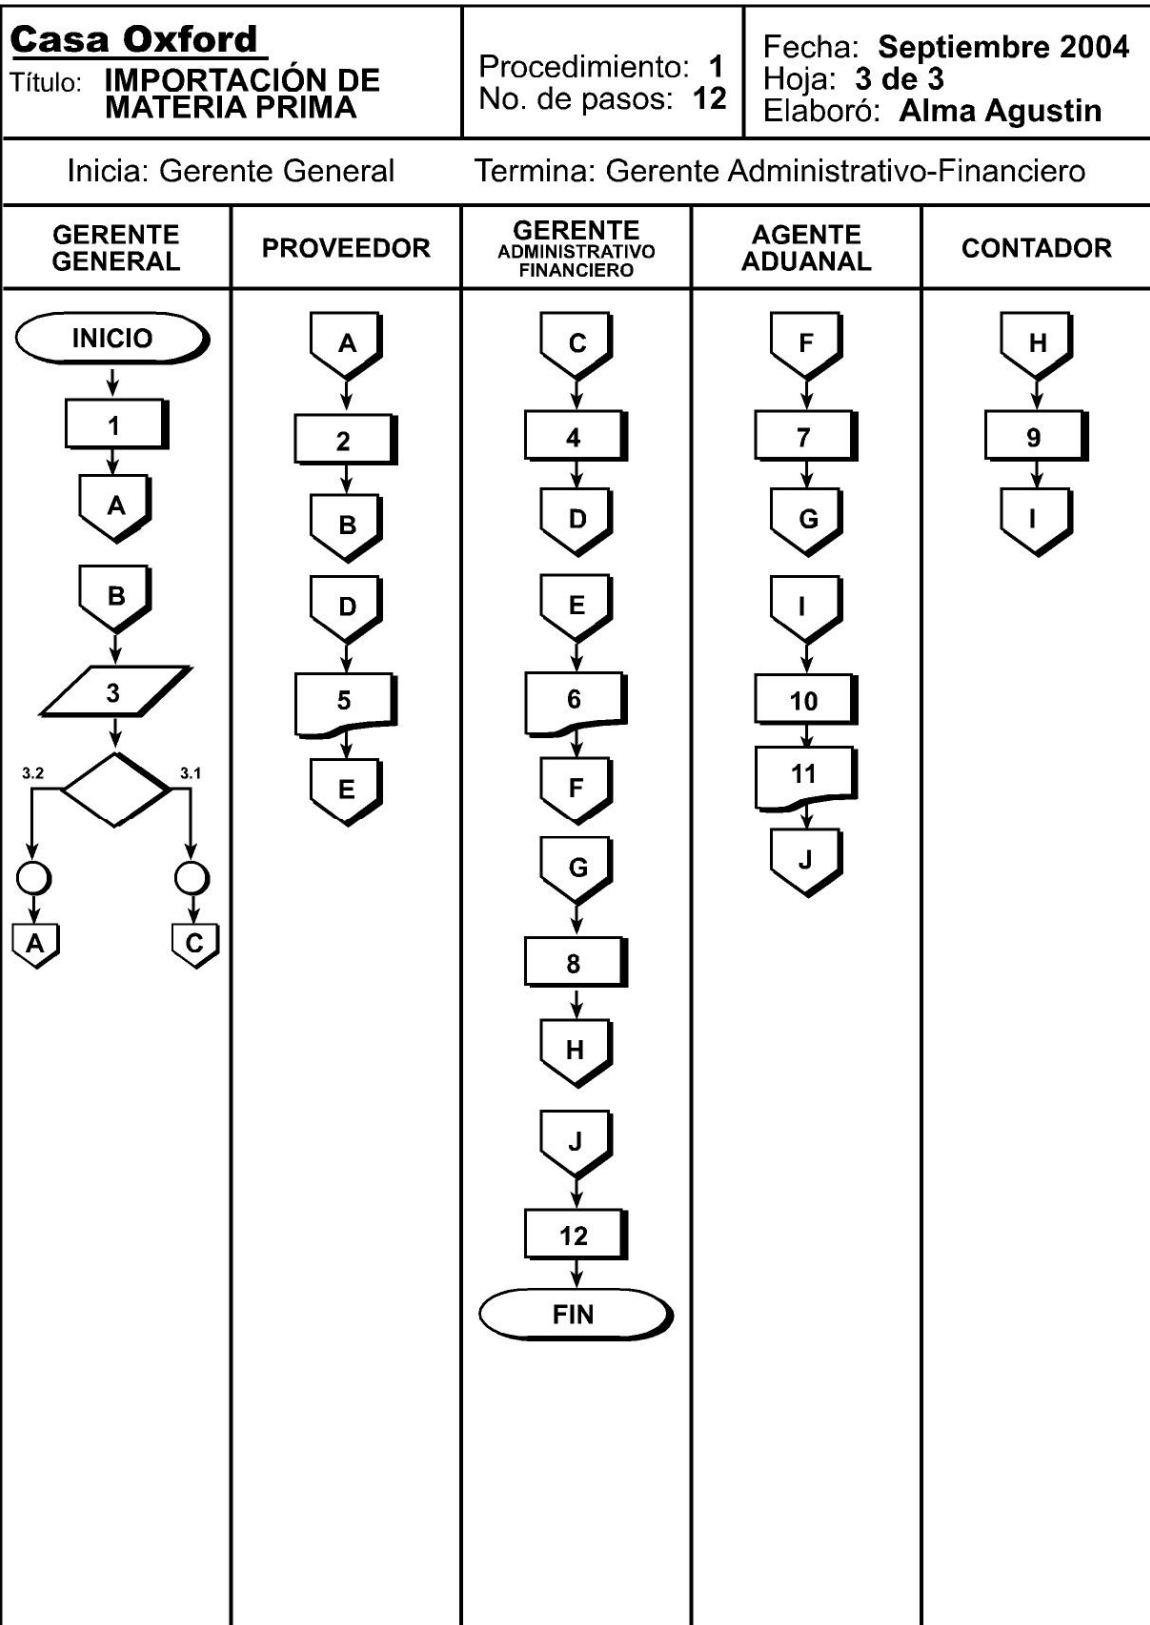 Casa Oxford
Título: IMPORTACIÓN DE
MATERIA PRIMA
Procedimiento: 1
No. de pasos: 12
Fecha: Septiembre 2004
Hoja: 3 de 3
Elaboró: Alma Agustin
Inicia: Gerente General
Termina: Gerente Administrativo-Financiero
GERENTE
GENERAL
INICIO
1
A
B
3
3.2
3.1
A
C
PROVEEDOR
A
2
B
D
5
E
GERENTE
ADMINISTRATIVO
FINANCIERO
C
4
D
E
6
F
G
8
H
J
12
FIN
AGENTE
ADUANAL
F
7
G
I
10
11
J
CONTADOR
H
9
I